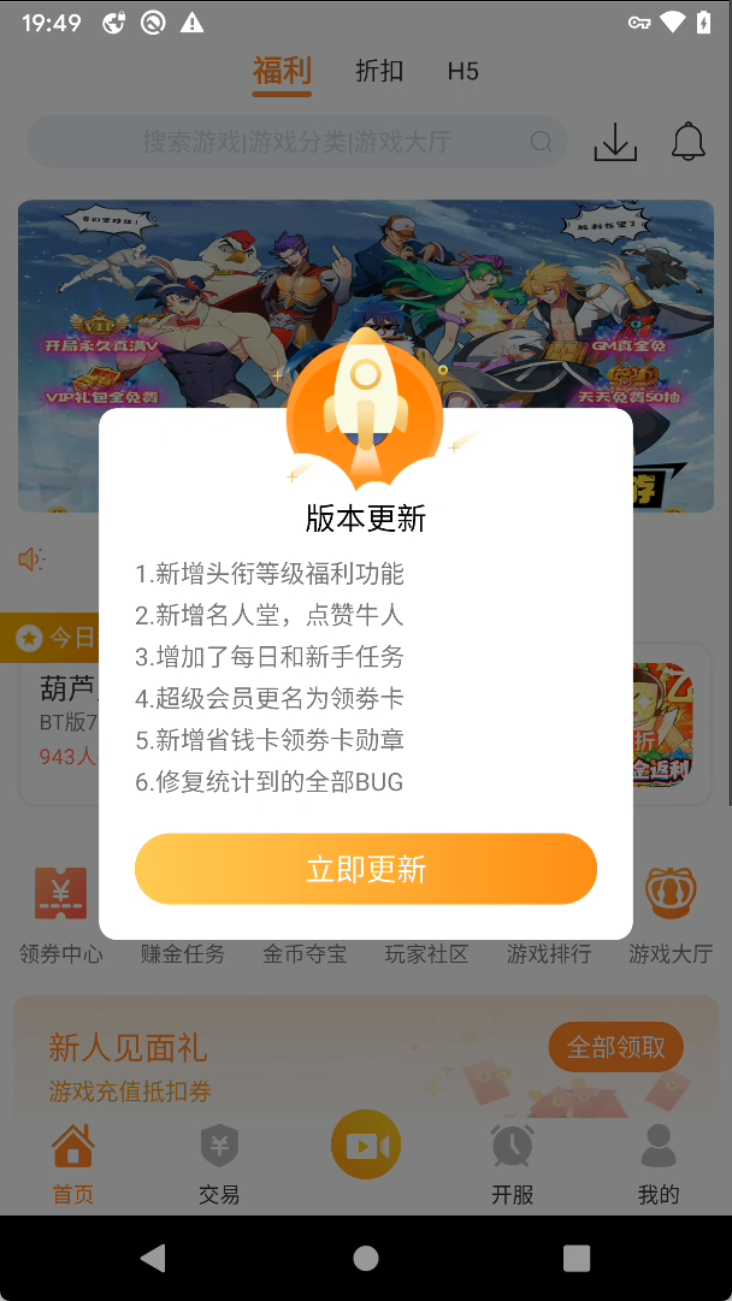 19:49
福利
折扣
H5
搜索游戏|游戏分类|游戏大厅
VIP
开局永久真满V
GM真全免
VIP礼包全免费
天天免费50抽
游
版本更新
1.新增头衔等级福利功能
2.新增名人堂，点赞牛人
3.增加了每日和新手任务
4.超级会员更名为领券卡
5.新增省钱卡领券卡勋章
6.修复统计到的全部BUG
立即更新
今日
葫芦
BT版7
943人
折
金返利
领券中心
赚金任务
金币夺宝
玩家社区
游戏排行
游戏大厅
新人见面礼
全部领取
游戏充值抵扣券
首页
交易
开服
我的